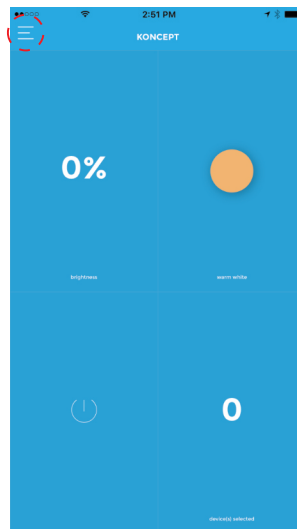 2:51 PM
KONCEPT
0%
brightness
warm white
0
device(s) selected